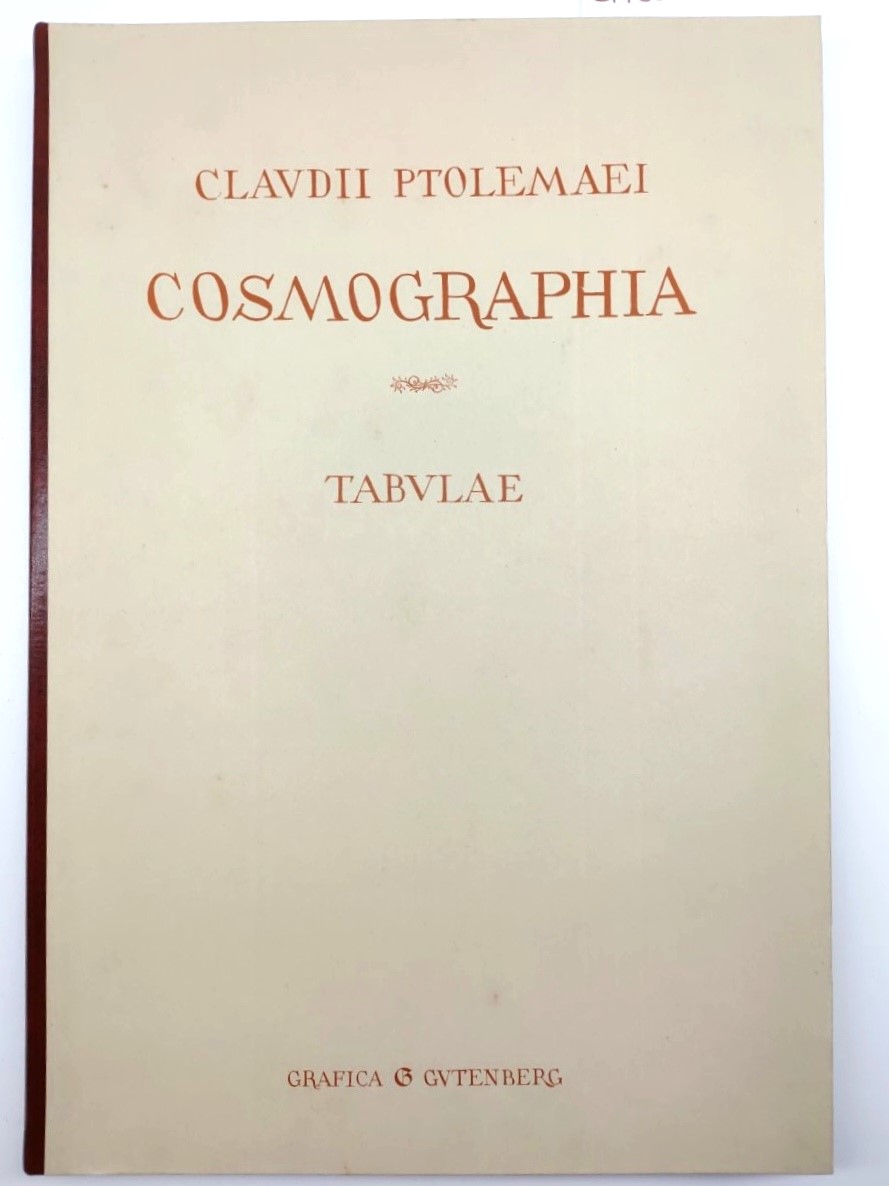 CLAVDII PTOLEMAEI
COSMOGRAPHIA
TABVLAE
GRAFICA G GVTENBERG